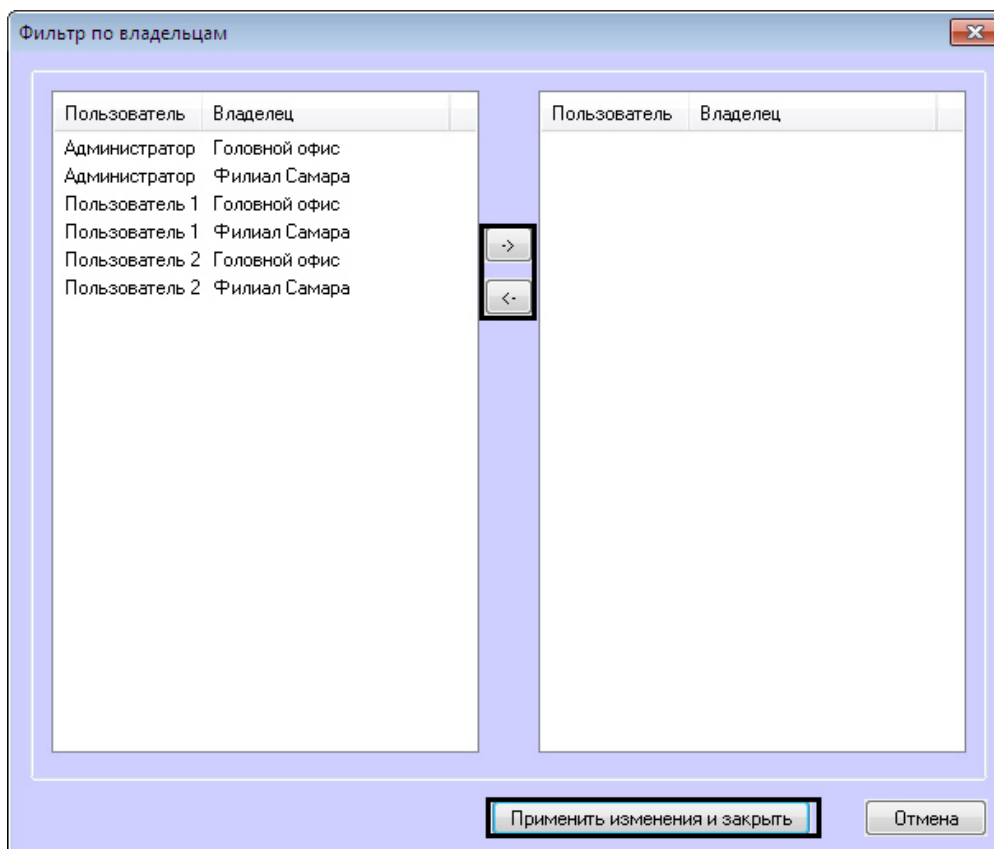 Фильтр по владельцам
Пользователь Владелец
Администратор Головной офис
Администратор Филиал Самара
Пользователь 1 Головной офис
Пользователь 1 Филиал Самара
Пользователь 2 Головной офис
Пользователь 2 Филиал Самара
->
<-
Пользователь Владелец
Применить изменения и закрыть
Отмена